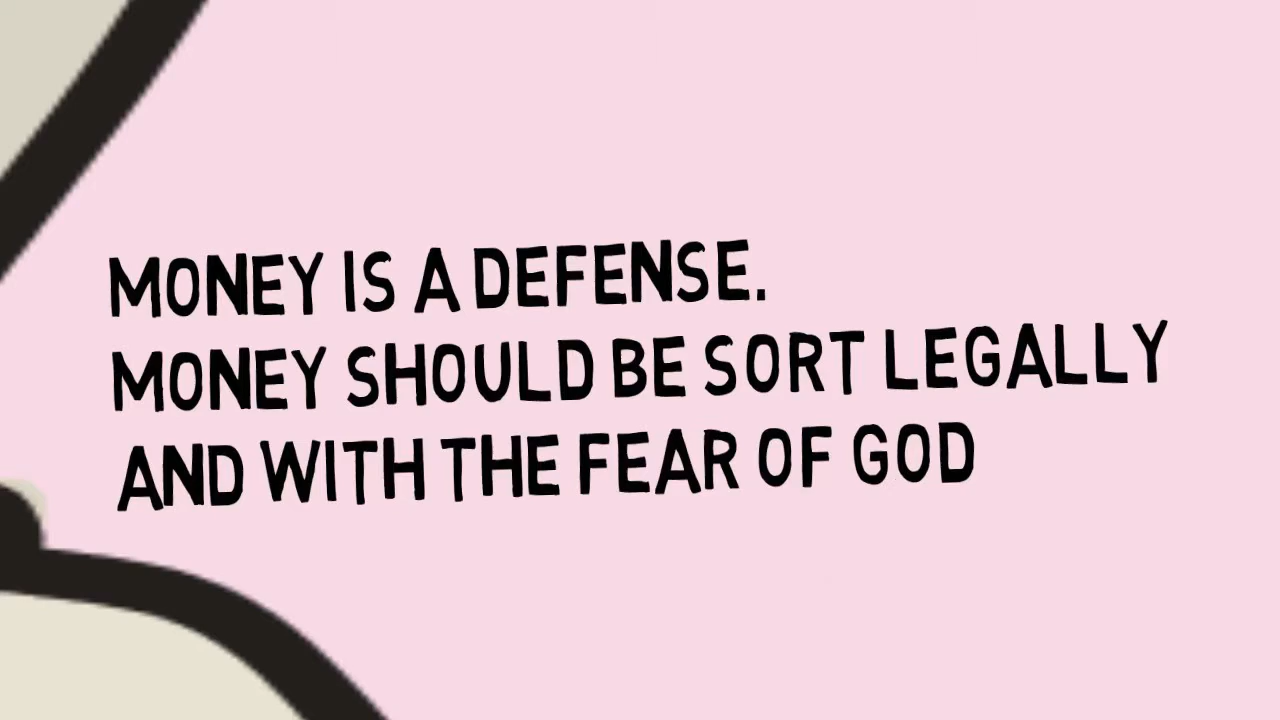 MONEY IS A DEFENSE.
MONEY SHOULD BE SORT LEGALLY
AND WITH THE FEAR OF GOD